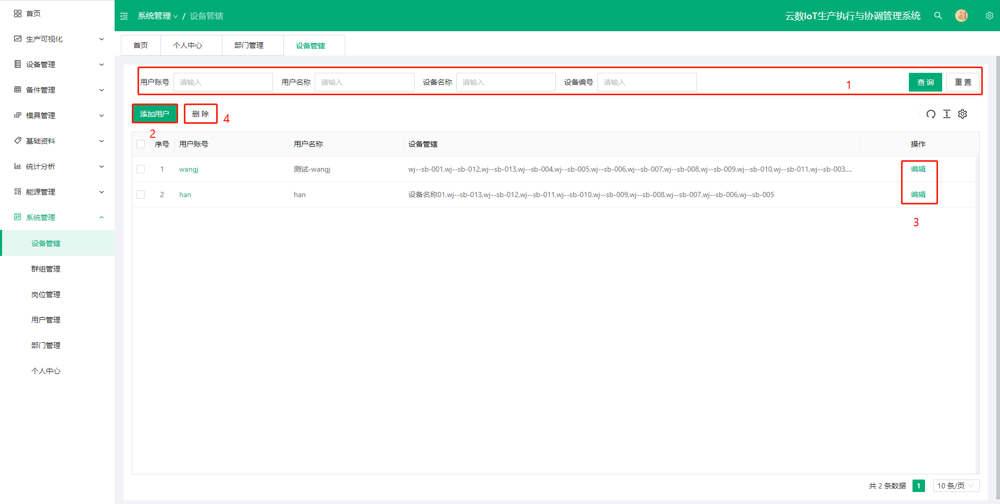 首页
生产可视化
设备管理
备件管理
模具管理
基础资料
统计分析
能源管理
系统管理
设备管辖
群组管理
岗位管理
用户管理
部门管理
个人中心
系统管理 / 设备管辖
云数IoT生产执行与协调管理系统
首页 个人中心 部门管理 设备管辖
用户账号 请输入 用户名称 请输入 设备名称 请输入 设备编号 请输入 1 查 询 重 置
添加用户 删 除 4
2
序号 用户账号 用户名称 设备管辖 操作
1 wangj 测试-wangj wj--sb-001,wj--sb-012,wj--sb-013,wj--sb-004,wj--sb-005,wj--sb-006,wj--sb-007,wj--sb-008,wj--sb-009,wj--sb-010,wj--sb-011,wj--sb-003,... 编辑
2 han han 设备名称01,wj--sb-013,wj--sb-012,wj--sb-011,wj--sb-010,wj--sb-009,wj--sb-008,wj--sb-007,wj--sb-006,wj--sb-005 编辑
3
共 2 条数据 1 10 条/页